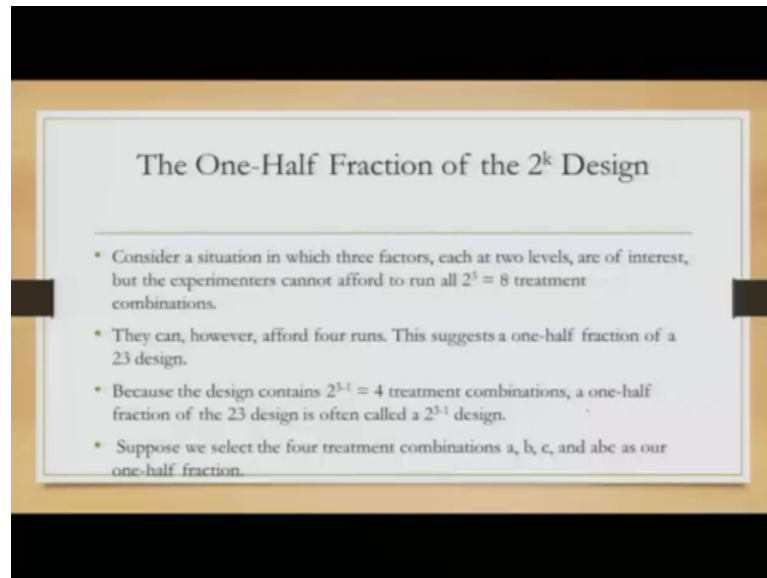 The One-Half Fraction of the 2ᵏ Design
• Consider a situation in which three factors, each at two levels, are of interest,
but the experimenters cannot afford to run all 2³ = 8 treatment
combinations.
• They can, however, afford four runs. This suggests a one-half fraction of a
23 design.
• Because the design contains 2³⁻¹ = 4 treatment combinations, a one-half
fraction of the 23 design is often called a 2³⁻¹ design.
• Suppose we select the four treatment combinations a, b, c, and abc as our
one-half fraction.